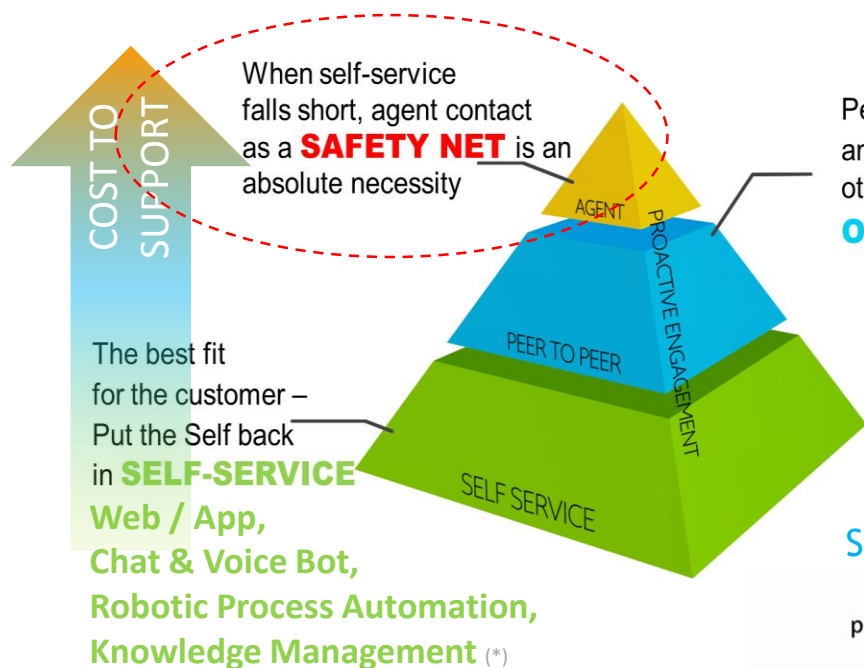 COST TO
SUPPORT
When self-service
falls short, agent contact
as a SAFETY NET is an
absolute necessity
AGENT
PROACTIVE ENGAGEMENT
PEER TO PEER
SELF SERVICE
The best fit
for the customer –
Put the Self back
in SELF-SERVICE
Web / App,
Chat & Voice Bot,
Robotic Process Automation,
Knowledge Management (*)